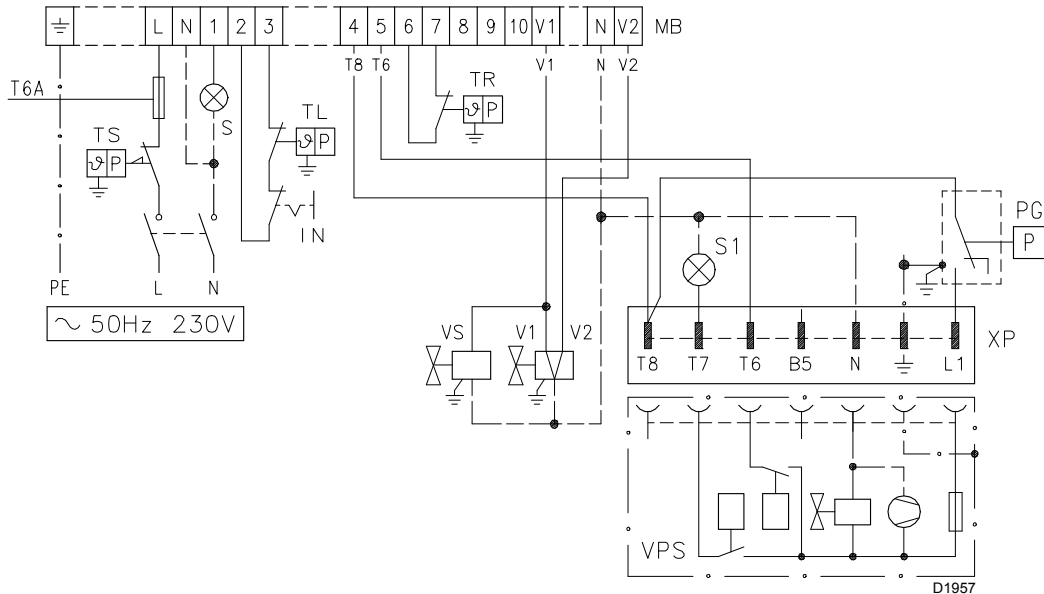 L N 1 2 3 4 5 6 7 8 9 10 V1 N V2 MB
T8 T6 V1 N V2
T6A
TR
ϑ P
S
TL
ϑ P
TS
ϑ P
IN
PG
P
S1
PE L N
~ 50Hz 230V
VS V1 V2
XP
T8 T7 T6 B5 N L1
VPS
D1957